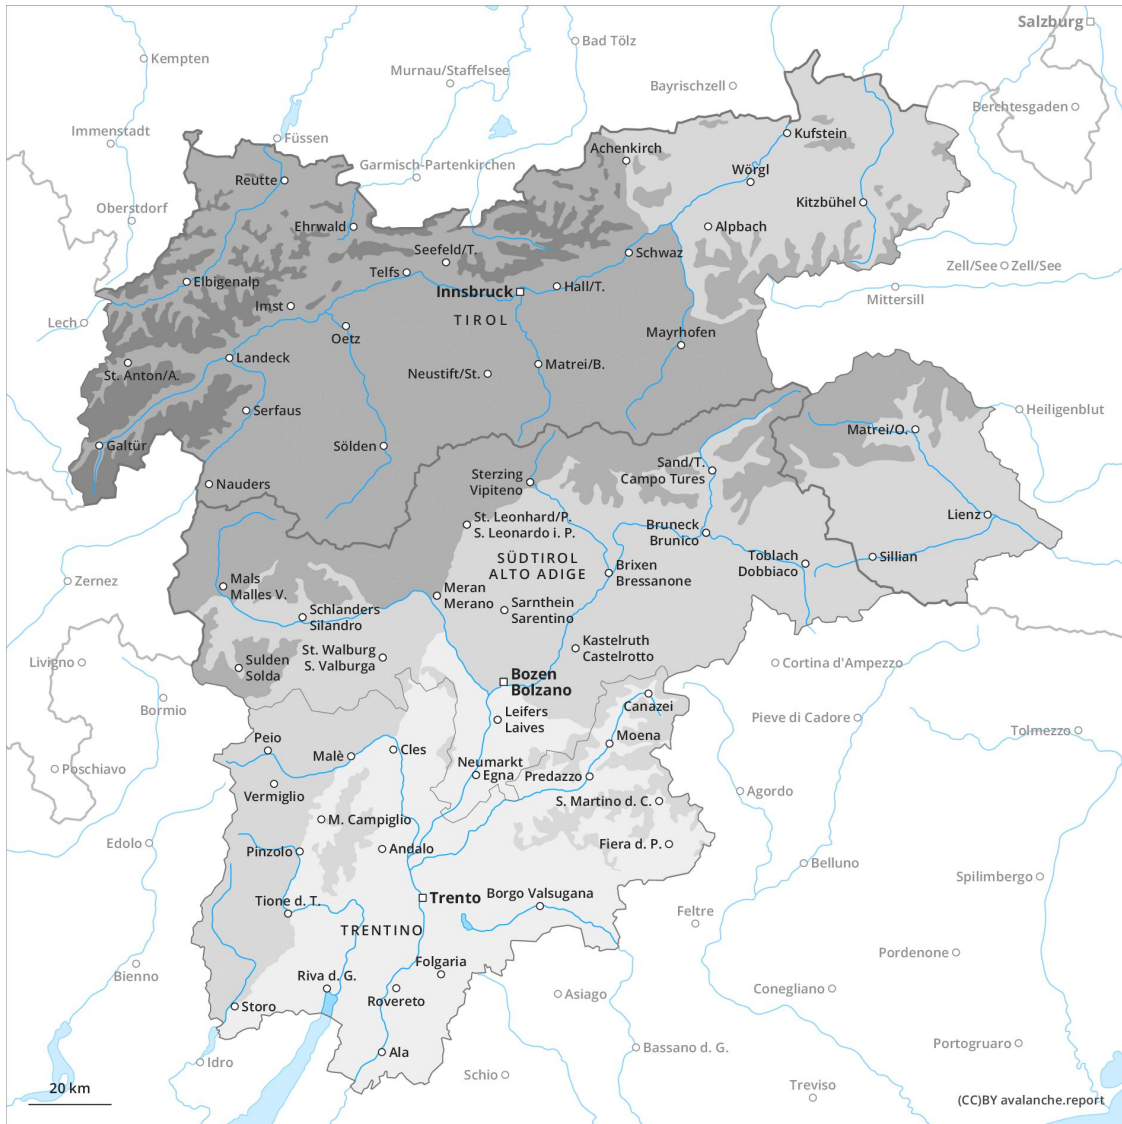 Salzburg
Bad Tölz
Kempten
Murnau/Staffelsee
Bayrischzell
Berchtesgaden
Immenstadt
Füssen
Kufstein
Achenkirch
Garmisch-Partenkirchen
Wörgl
Reutte
Kitzbühel
Oberstdorf
Ehrwald
Alpbach
Seefeld/T.
Schwaz
Zell/See
Zell/See
Telfs
Elbigenalp
Hall/T.
Innsbruck
Mittersill
Imst
TIROL
Lech
Oetz
Mayrhofen
Landeck
Matrei/B.
St. Anton/A.
Neustift/St.
Serfaus
Heiligenblut
Matrei/O.
Galtür
Sölden
Sand/T.
Campo Tures
Sterzing
Vipiteno
Nauders
Lienz
St. Leonhard/P.
S. Leonardo i. P.
Bruneck
Brunico
SÜDTIROL
ALTO ADIGE
Toblach
Dobbiaco
Sillian
Brixen
Bressanone
Zernez
Mals
Malles V.
Meran
Merano
Sarnthein
Sarentino
Schlanders
Silandro
Kastelruth
Castelrotto
St. Walburg
S. Valburga
Livigno
Sulden
Solda
Cortina d'Ampezzo
Bozen
Bolzano
Bormio
Canazei
Leifers
Laives
Pieve di Cadore
Tolmezzo
Peio
Moena
Malè
Cles
Neumarkt
Egna
Predazzo
Poschiavo
Vermiglio
S. Martino d. C.
Agordo
M. Campiglio
Edolo
Pinzolo
Andalo
Fiera d. P.
Belluno
Spilimbergo
Tione d. T.
Trento
Borgo Valsugana
Feltre
TRENTINO
Pordenone
Folgaria
Bienno
Riva d. G.
Rovereto
Asiago
Conegliano
Storo
Ala
Bassano d. G.
Portogruaro
Idro
Schio
Treviso
20 km
(CC)BY avalanche.report